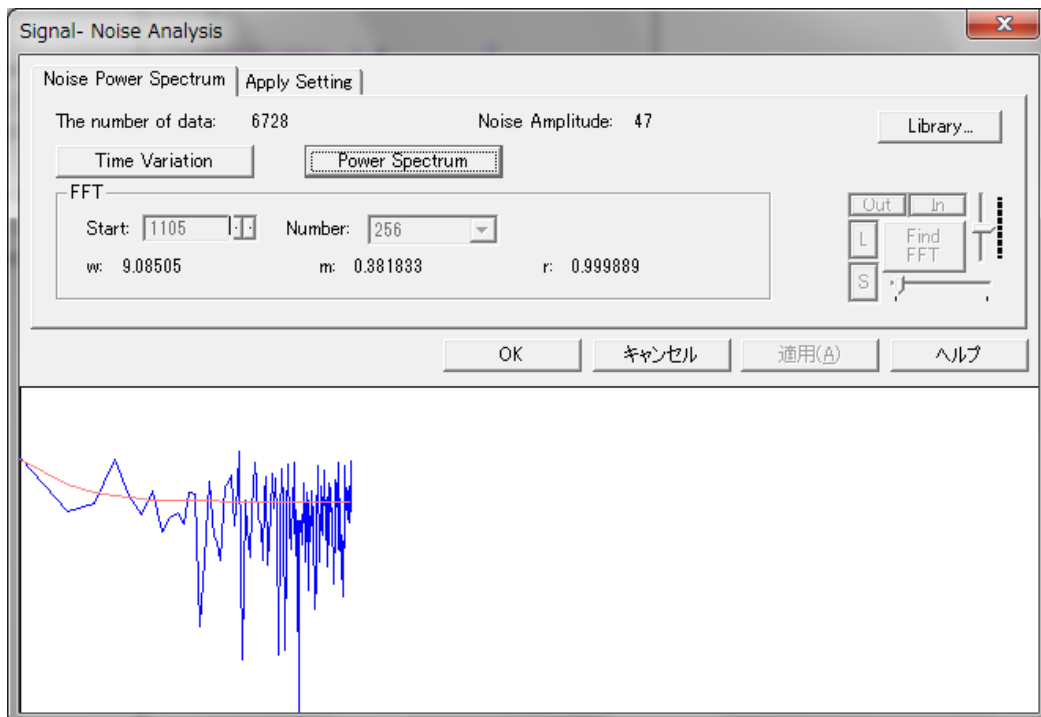 Signal- Noise Analysis
Noise Power Spectrum Apply Setting
The number of data: 6728 Noise Amplitude: 47 Library...
Time Variation Power Spectrum
FFT
Start: 1105 Number: 256
w: 9.08505 m: 0.381833 r: 0.999889
Out In
L Find FFT
S
OK キャンセル 適用(A) ヘルプ